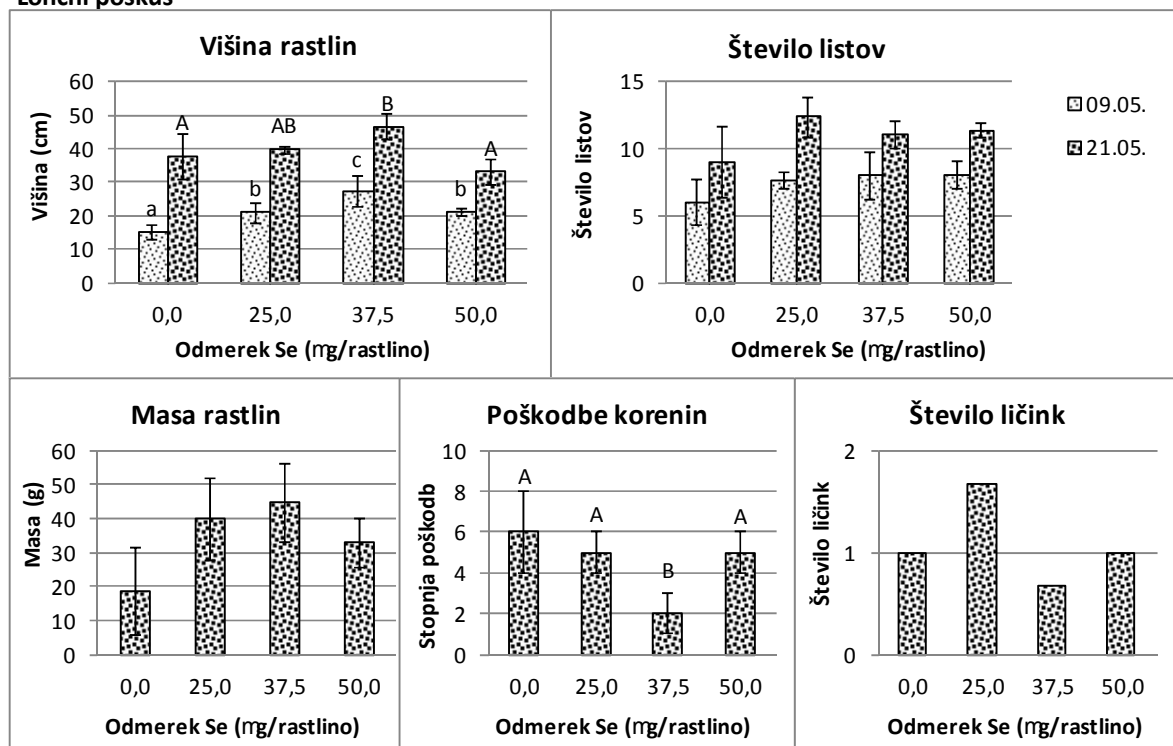 Lončni poskus
Višina rastlin
Višina (cm)
60
50
40
30
20
10
0
a
A
b
AB
c
B
b
A
0,0
25,0
37,5
50,0
Odmerek Se (mg/rastlino)
Število listov
Število listov
15
10
5
0
0,0
25,0
37,5
50,0
Odmerek Se (mg/rastlino)
09.05.
21.05.
Masa rastlin
Masa (g)
60
50
40
30
20
10
0
0,0
25,0
37,5
50,0
Odmerek Se (mg/rastlino)
Poškodbe korenin
Stopnja poškodb
10
8
6
4
2
0
A
A
B
A
0,0
25,0
37,5
50,0
Odmerek Se (mg/rastlino)
Število ličink
Število ličink
2
1
0
0,0
25,0
37,5
50,0
Odmerek Se (mg/rastlino)